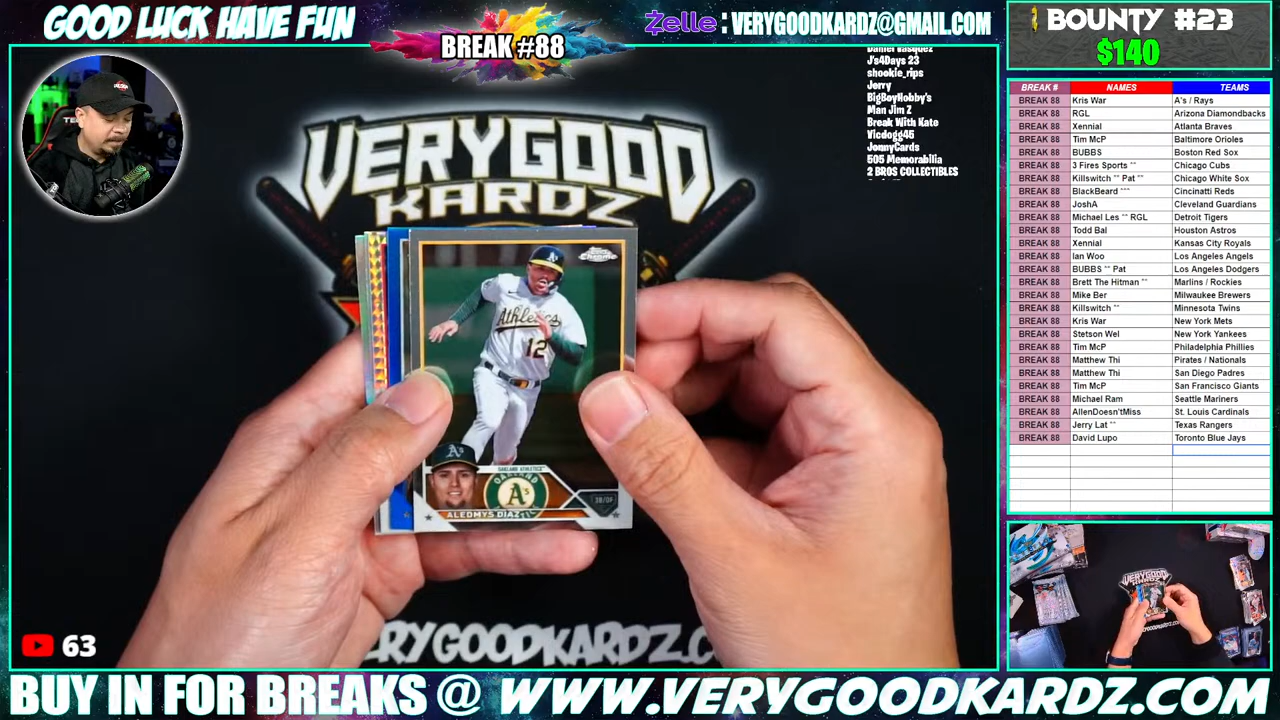 GOOD LUCK HAVE FUN
BREAK #88
Zelle : VERYGOODKARDZ@GMAIL.COM
BOUNTY #23
$140
Daniel Vasquez
J's4Days 23
shookie_rips
Jerry
BigBoyHobby's
Man Jim Z
Break With Kato
Vicdogg45
JonnyCards
505 Memorabilia
2 BROS COLLECTIBLES
VERYGOOD
KARDZ
Topps Chrome
Athletics
12
OAKLAND ATHLETICS
OAKLAND
A's
3B/OF
ALEDMYS DIAZ
VERYGOODKARDZ.C
63
BREAK # NAMES TEAMS
BREAK 88 Kris War A's / Rays
BREAK 88 RGL Arizona Diamondbacks
BREAK 88 Xennial Atlanta Braves
BREAK 88 Tim McP Baltimore Orioles
BREAK 88 BUBBS Boston Red Sox
BREAK 88 3 Fires Sports ** Chicago Cubs
BREAK 88 Killswitch ** Pat ** Chicago White Sox
BREAK 88 BlackBeard *** Cincinatti Reds
BREAK 88 JoshA Cleveland Guardians
BREAK 88 Michael Les ** RGL Detroit Tigers
BREAK 88 Todd Bal Houston Astros
BREAK 88 Xennial Kansas City Royals
BREAK 88 Ian Woo Los Angeles Angels
BREAK 88 BUBBS ** Pat Los Angeles Dodgers
BREAK 88 Brett The Hitman ** Marlins / Rockies
BREAK 88 Mike Ber Milwaukee Brewers
BREAK 88 Killswitch ** Minnesota Twins
BREAK 88 Kris War New York Mets
BREAK 88 Stetson Wel New York Yankees
BREAK 88 Tim McP Philadelphia Phillies
BREAK 88 Matthew Thi Pirates / Nationals
BREAK 88 Matthew Thi San Diego Padres
BREAK 88 Tim McP San Francisco Giants
BREAK 88 Michael Ram Seattle Mariners
BREAK 88 AllenDoesn'tMiss St. Louis Cardinals
BREAK 88 Jerry Lat ** Texas Rangers
BREAK 88 David Lupo Toronto Blue Jays
VERYGOOD
BUY IN FOR BREAKS @ WWW.VERYGOODKARDZ.COM